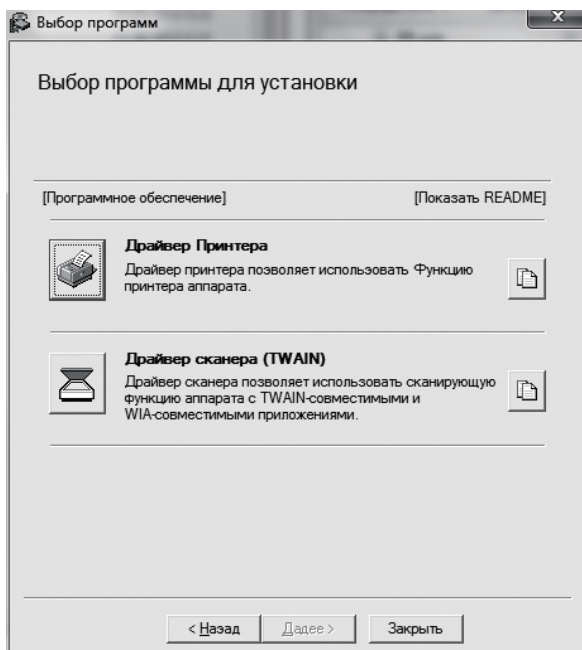 Выбор программ
Выбор программы для установки
[Программное обеспечение] [Показать README]
Драйвер Принтера
Драйвер принтера позволяет использовать Функцию
принтера аппарата.
Драйвер сканера (TWAIN)
Драйвер сканера позволяет использовать сканирующую
функцию аппарата с TWAIN-совместимыми и
WIA-совместимыми приложениями.
< Назад Далее > Закрыть